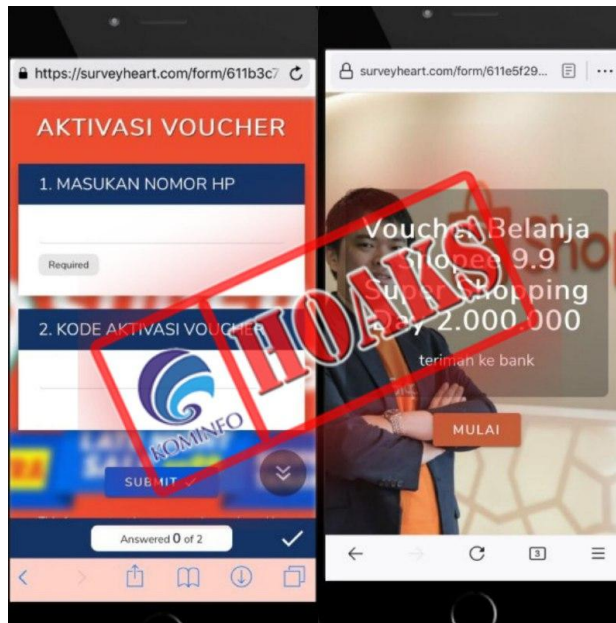 https://surveyheart.com/form/611b3c7
AKTIVASI VOUCHER
1. MASUKAN NOMOR HP
Required
2. KODE AKTIVASI VOUCHER
SUBMIT
Answered 0 of 2
surveyheart.com/form/611e5f29...
Voucher Belanja
Shopee 9.9
Super Shopping
Day 2.000.000
teriman ke bank
MULAI
3
HOAKS
KOMINFO